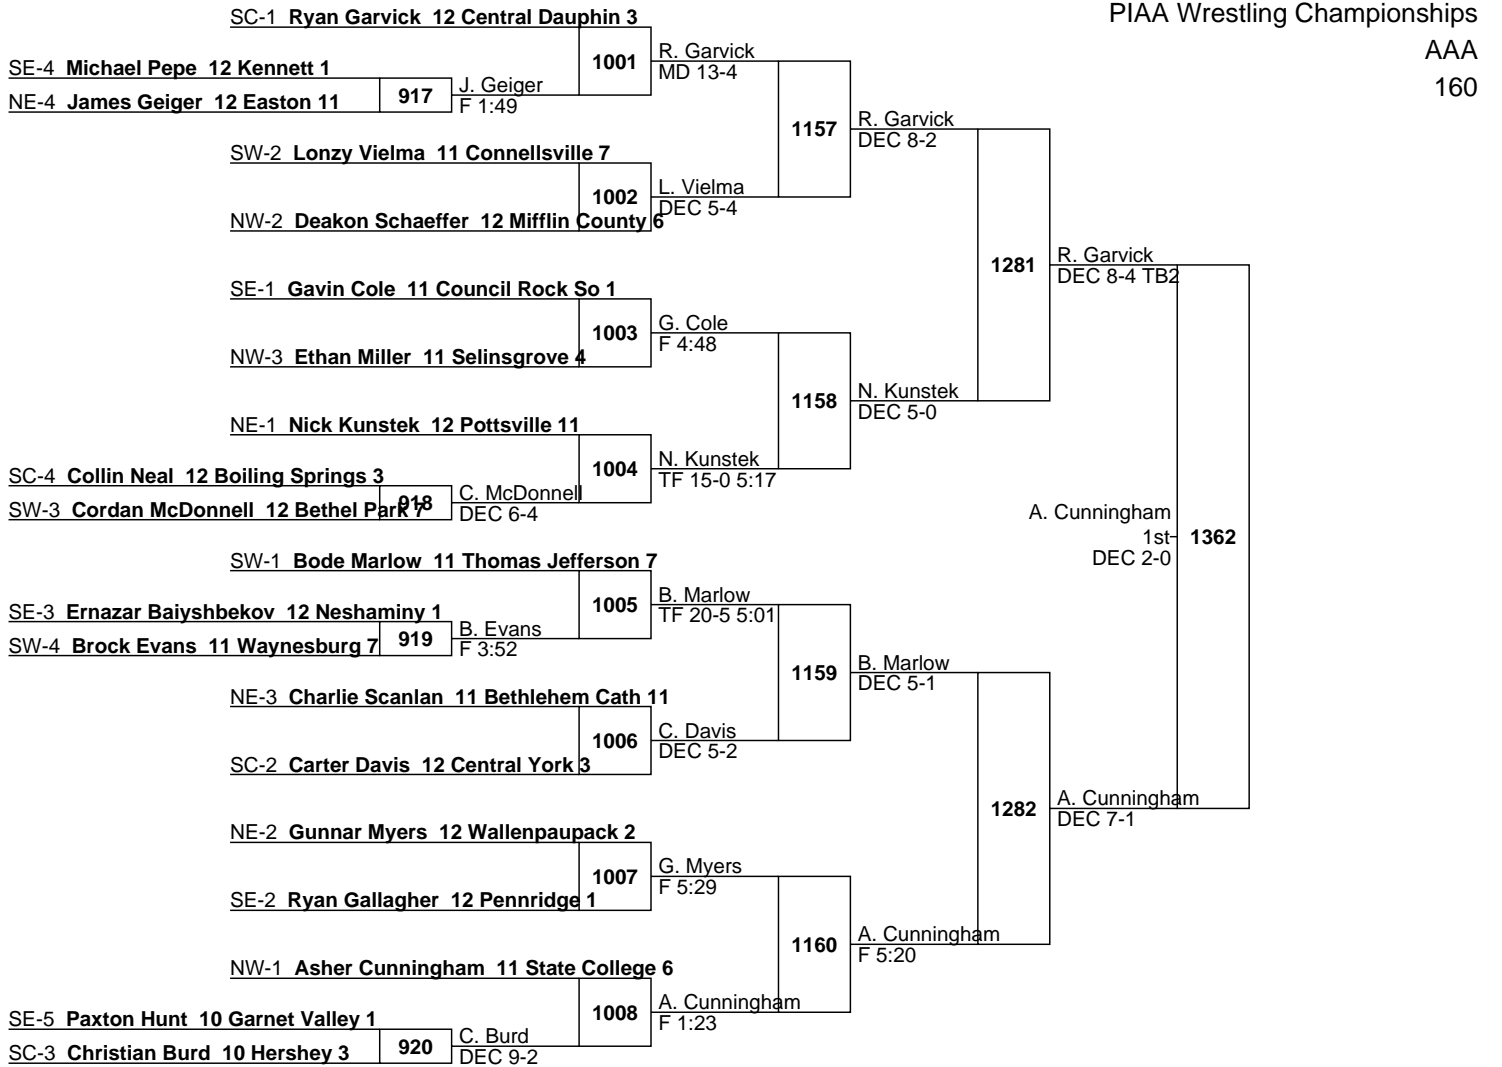 PIAA Wrestling Championships
AAA
160
SC-1 Ryan Garvick 12 Central Dauphin 3
1001
R. Garvick
MD 13-4
SE-4 Michael Pepe 12 Kennett 1
917
J. Geiger
F 1:49
NE-4 James Geiger 12 Easton 11
1157
R. Garvick
DEC 8-2
SW-2 Lonzy Vielma 11 Connellsville 7
1002
L. Vielma
DEC 5-4
NW-2 Deakon Schaeffer 12 Mifflin County 6
1281
R. Garvick
DEC 8-4 TB2
SE-1 Gavin Cole 11 Council Rock So 1
1003
G. Cole
F 4:48
NW-3 Ethan Miller 11 Selinsgrove 4
1158
N. Kunstek
DEC 5-0
NE-1 Nick Kunstek 12 Pottsville 11
1004
N. Kunstek
TF 15-0 5:17
SC-4 Collin Neal 12 Boiling Springs 3
918
C. McDonnell
DEC 6-4
SW-3 Cordan McDonnell 12 Bethel Park 7
A. Cunningham
1st
1362
DEC 2-0
SW-1 Bode Marlow 11 Thomas Jefferson 7
1005
B. Marlow
TF 20-5 5:01
SE-3 Ernazar Baiyshbekov 12 Neshaminy 1
919
B. Evans
F 3:52
SW-4 Brock Evans 11 Waynesburg 7
1159
B. Marlow
DEC 5-1
NE-3 Charlie Scanlan 11 Bethlehem Cath 11
1006
C. Davis
DEC 5-2
SC-2 Carter Davis 12 Central York 3
1282
A. Cunningham
DEC 7-1
NE-2 Gunnar Myers 12 Wallenpaupack 2
1007
G. Myers
F 5:29
SE-2 Ryan Gallagher 12 Pennridge 1
1160
A. Cunningham
F 5:20
NW-1 Asher Cunningham 11 State College 6
1008
A. Cunningham
F 1:23
SE-5 Paxton Hunt 10 Garnet Valley 1
920
C. Burd
DEC 9-2
SC-3 Christian Burd 10 Hershey 3